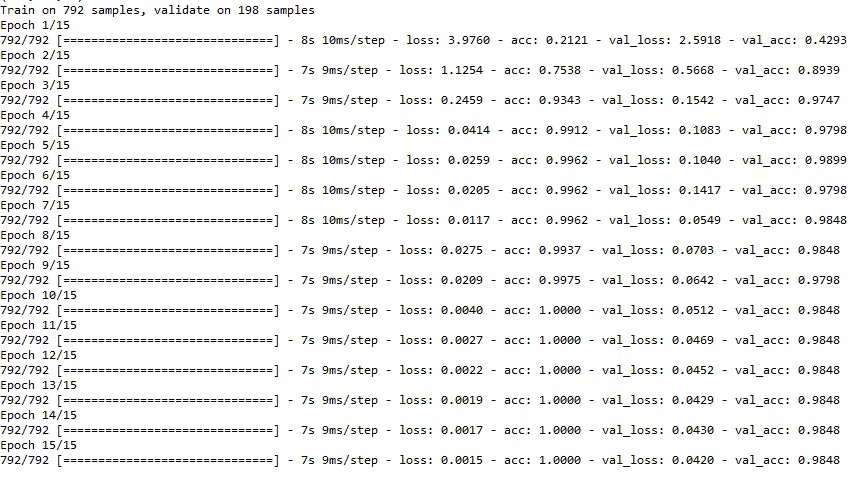 Train on 792 samples, validate on 198 samples
Epoch 1/15
792/792 [==============================] - 8s 10ms/step - loss: 3.9760 - acc: 0.2121 - val_loss: 2.5918 - val_acc: 0.4293
Epoch 2/15
792/792 [==============================] - 7s 9ms/step - loss: 1.1254 - acc: 0.7538 - val_loss: 0.5668 - val_acc: 0.8939
Epoch 3/15
792/792 [==============================] - 7s 9ms/step - loss: 0.2459 - acc: 0.9343 - val_loss: 0.1542 - val_acc: 0.9747
Epoch 4/15
792/792 [==============================] - 8s 10ms/step - loss: 0.0414 - acc: 0.9912 - val_loss: 0.1083 - val_acc: 0.9798
Epoch 5/15
792/792 [==============================] - 8s 10ms/step - loss: 0.0259 - acc: 0.9962 - val_loss: 0.1040 - val_acc: 0.9899
Epoch 6/15
792/792 [==============================] - 8s 10ms/step - loss: 0.0205 - acc: 0.9962 - val_loss: 0.1417 - val_acc: 0.9798
Epoch 7/15
792/792 [==============================] - 8s 10ms/step - loss: 0.0117 - acc: 0.9962 - val_loss: 0.0549 - val_acc: 0.9848
Epoch 8/15
792/792 [==============================] - 7s 9ms/step - loss: 0.0275 - acc: 0.9937 - val_loss: 0.0703 - val_acc: 0.9848
Epoch 9/15
792/792 [==============================] - 7s 9ms/step - loss: 0.0209 - acc: 0.9975 - val_loss: 0.0642 - val_acc: 0.9798
Epoch 10/15
792/792 [==============================] - 7s 9ms/step - loss: 0.0040 - acc: 1.0000 - val_loss: 0.0512 - val_acc: 0.9848
Epoch 11/15
792/792 [==============================] - 7s 9ms/step - loss: 0.0027 - acc: 1.0000 - val_loss: 0.0469 - val_acc: 0.9848
Epoch 12/15
792/792 [==============================] - 7s 9ms/step - loss: 0.0022 - acc: 1.0000 - val_loss: 0.0452 - val_acc: 0.9848
Epoch 13/15
792/792 [==============================] - 7s 9ms/step - loss: 0.0019 - acc: 1.0000 - val_loss: 0.0429 - val_acc: 0.9848
Epoch 14/15
792/792 [==============================] - 7s 9ms/step - loss: 0.0017 - acc: 1.0000 - val_loss: 0.0430 - val_acc: 0.9848
Epoch 15/15
792/792 [==============================] - 7s 9ms/step - loss: 0.0015 - acc: 1.0000 - val_loss: 0.0420 - val_acc: 0.9848